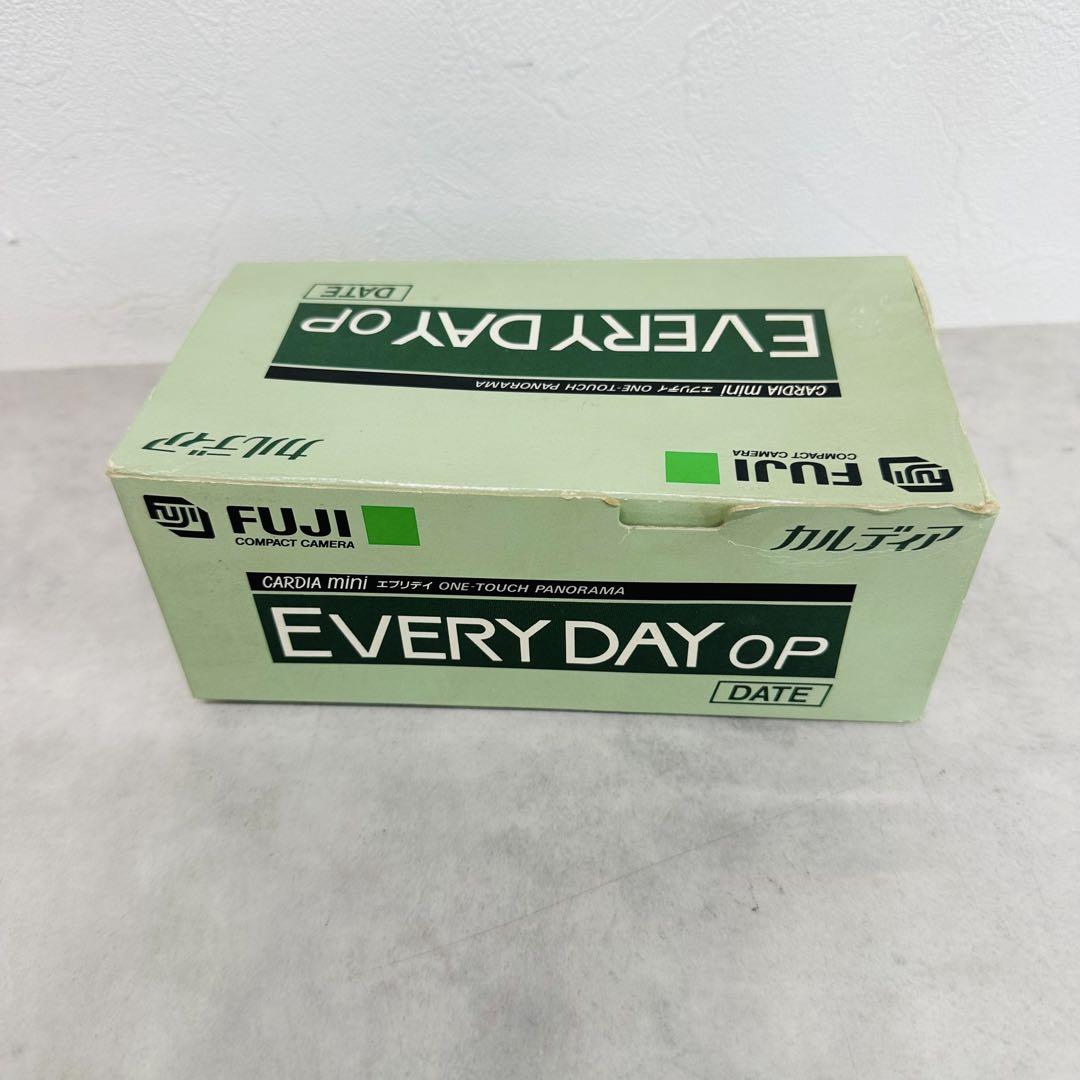 DATE
EVERY DAY OP
CARDIA mini エブリデイ ONE-TOUCH PANORAMA
カルディア
FUJI FUJI
COMPACT CAMERA
FUJI FUJI
COMPACT CAMERA
カルディア
CARDIA mini エブリデイ ONE-TOUCH PANORAMA
EVERY DAY OP
DATE